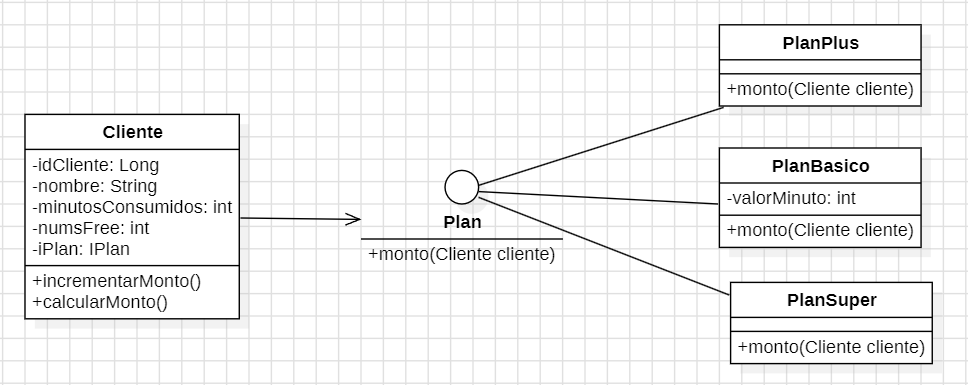 Cliente
-idCliente: Long
-nombre: String
-minutosConsumidos: int
-numsFree: int
-iPlan: IPlan
+incrementarMonto()
+calcularMonto()
Plan
+monto(Cliente cliente)
PlanPlus
+monto(Cliente cliente)
PlanBasico
-valorMinuto: int
+monto(Cliente cliente)
PlanSuper
+monto(Cliente cliente)